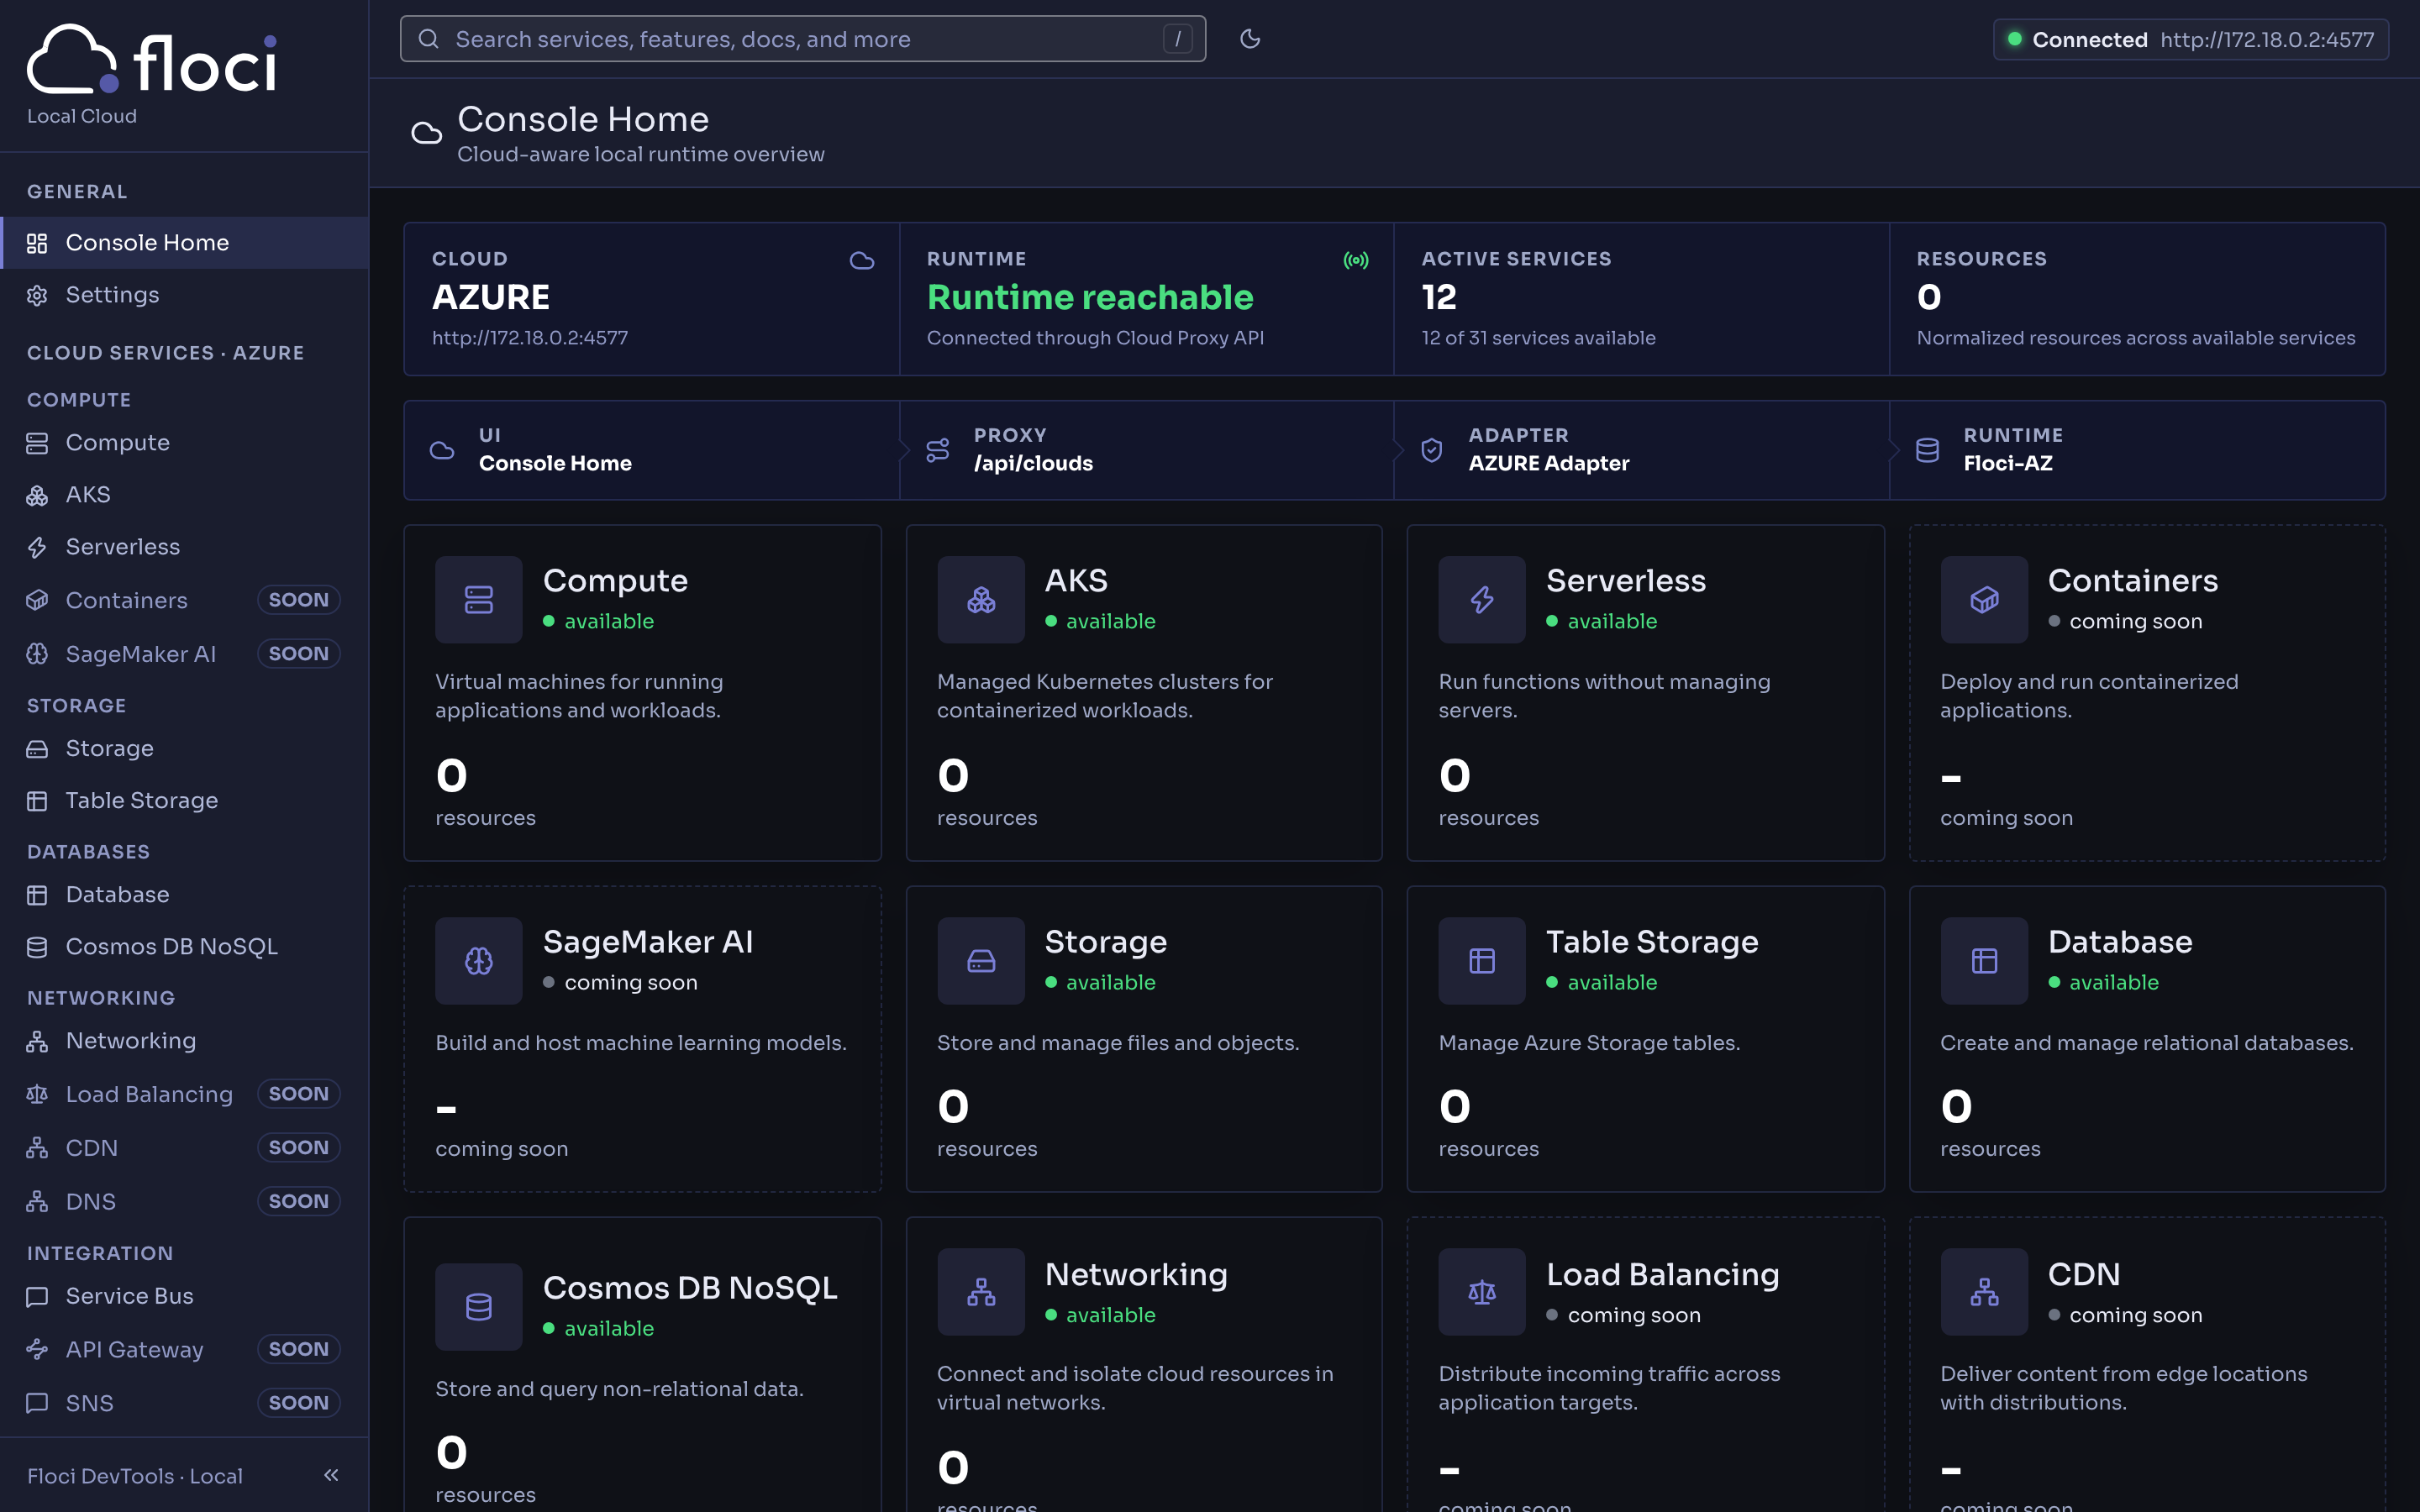 floci
Local Cloud
GENERAL
Console Home
Settings
CLOUD SERVICES · AZURE
COMPUTE
Compute
AKS
Serverless
Containers SOON
SageMaker AI SOON
STORAGE
Storage
Table Storage
DATABASES
Database
Cosmos DB NoSQL
NETWORKING
Networking
Load Balancing SOON
CDN SOON
DNS SOON
INTEGRATION
Service Bus
API Gateway SOON
SNS SOON
Floci DevTools · Local
Search services, features, docs, and more /
Connected http://172.18.0.2:4577
Console Home
Cloud-aware local runtime overview
CLOUD
AZURE
http://172.18.0.2:4577
RUNTIME
Runtime reachable
Connected through Cloud Proxy API
ACTIVE SERVICES
12
12 of 31 services available
RESOURCES
0
Normalized resources across available services
UI
Console Home
PROXY
/api/clouds
ADAPTER
AZURE Adapter
RUNTIME
Floci-AZ
Compute
available
Virtual machines for running
applications and workloads.
0
resources
AKS
available
Managed Kubernetes clusters for
containerized workloads.
0
resources
Serverless
available
Run functions without managing
servers.
0
resources
Containers
coming soon
Deploy and run containerized
applications.
-
coming soon
SageMaker AI
coming soon
Build and host machine learning models.
-
coming soon
Storage
available
Store and manage files and objects.
0
resources
Table Storage
available
Manage Azure Storage tables.
0
resources
Database
available
Create and manage relational databases.
0
resources
Cosmos DB NoSQL
available
Store and query non-relational data.
0
resources
Networking
available
Connect and isolate cloud resources in
virtual networks.
0
resources
Load Balancing
coming soon
Distribute incoming traffic across
application targets.
-
coming soon
CDN
coming soon
Deliver content from edge locations
with distributions.
-
coming soon